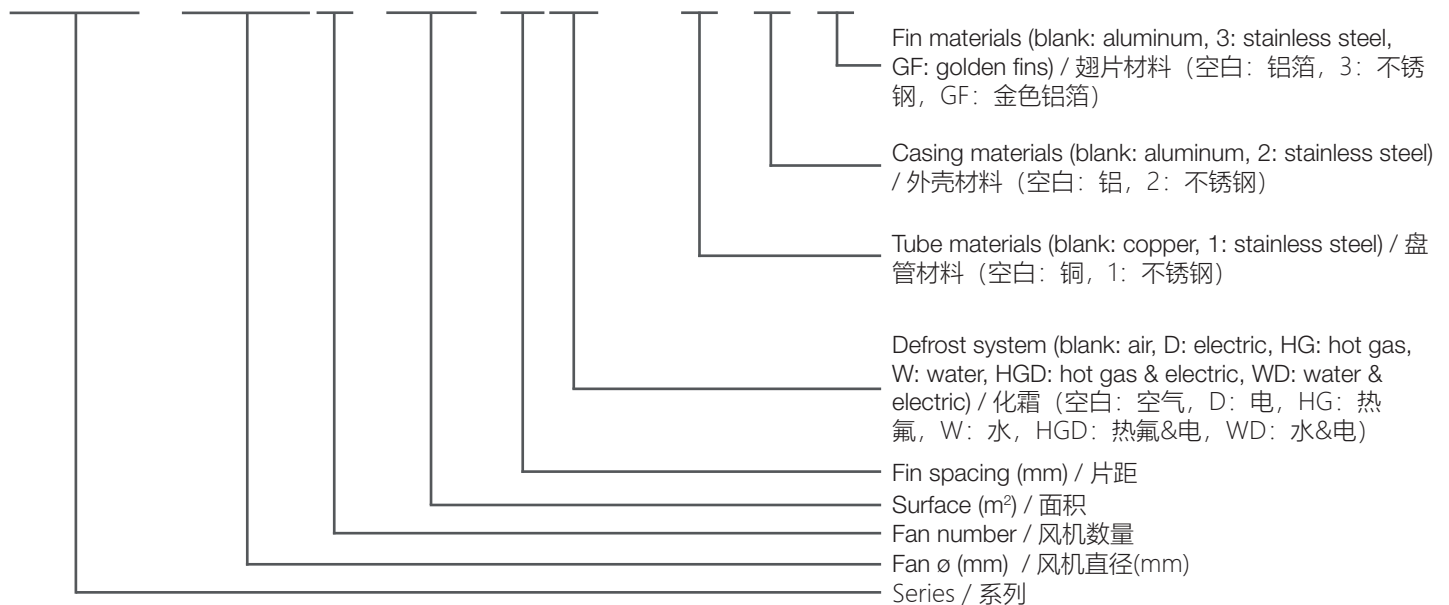 Fin materials (blank: aluminum, 3: stainless steel,
GF: golden fins) / 翅片材料（空白：铝箔，3：不锈
钢，GF：金色铝箔）
Casing materials (blank: aluminum, 2: stainless steel)
/ 外壳材料（空白：铝，2：不锈钢）
Tube materials (blank: copper, 1: stainless steel) / 盘
管材料（空白：铜，1：不锈钢）
Defrost system (blank: air, D: electric, HG: hot gas,
W: water, HGD: hot gas & electric, WD: water &
electric) / 化霜（空白：空气，D：电，HG：热
氟，W：水，HGD：热氟&电，WD：水&电）
Fin spacing (mm) / 片距
Surface (m²) / 面积
Fan number / 风机数量
Fan ø (mm) / 风机直径(mm)
Series / 系列